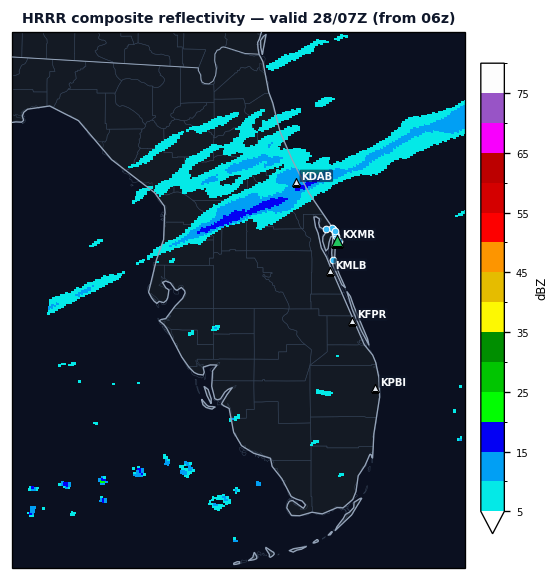 HRRR composite reflectivity — valid 28/07Z (from 06z)
75
65
55
45
35
25
15
5
dBZ
KDAB
KXMR
KMLB
KFPR
KPBI